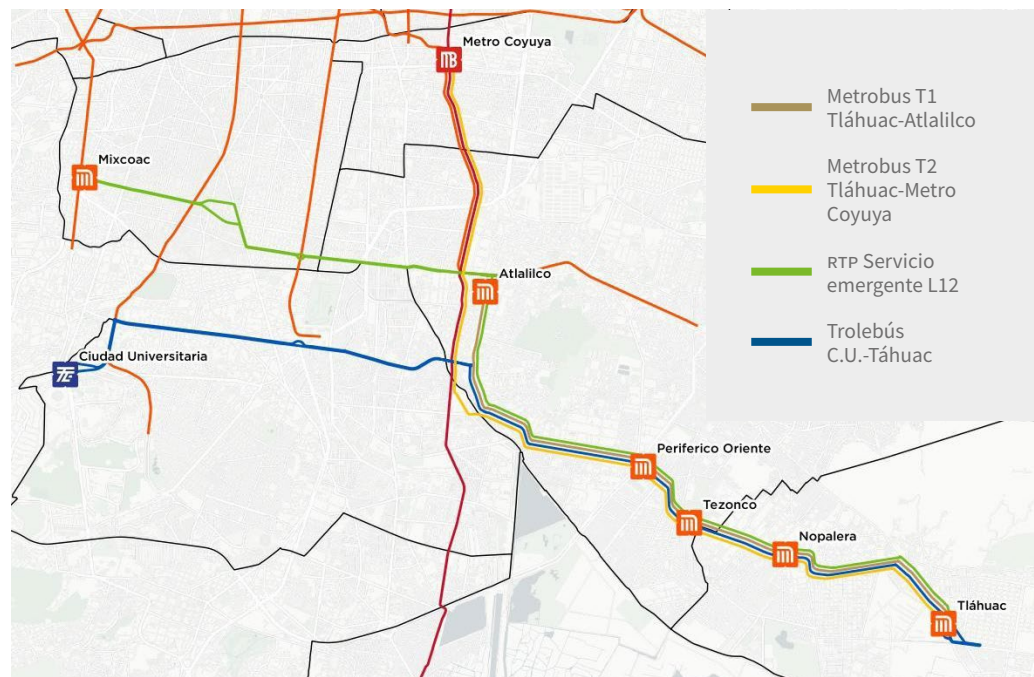 Metro Coyuya
Mixcoac
Atlalilco
Ciudad Universitaria
Periferico Oriente
Tezonco
Nopalera
Tláhuac
Metrobus T1
Tláhuac-Atlalilco
Metrobus T2
Tláhuac-Metro
Coyuya
RTP Servicio
emergente L12
Trolebús
C.U.-Táhuac